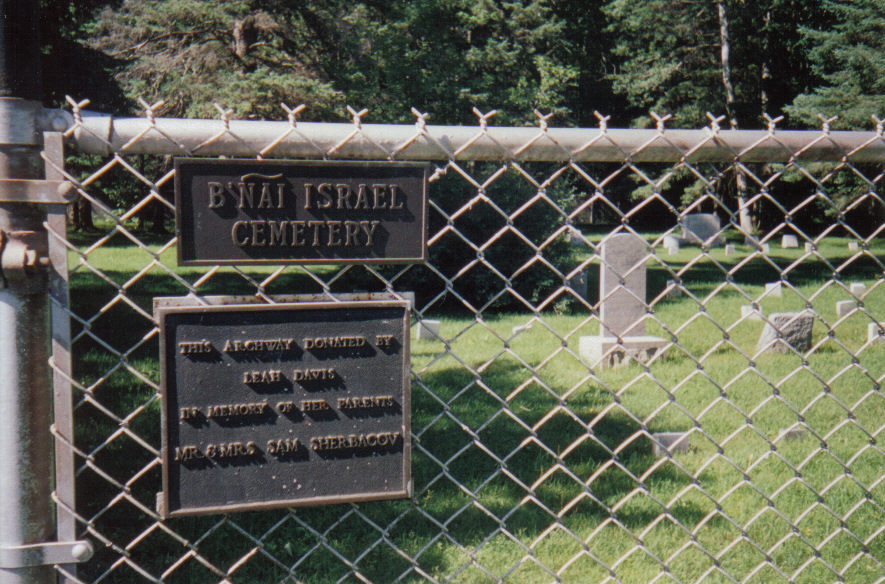 B'NAI ISRAEL
CEMETERY
THIS ARCHWAY DONATED BY
LEAH DAVIS
IN MEMORY OF HER PARENTS
MR. & MRS. SAM SHERBACOV